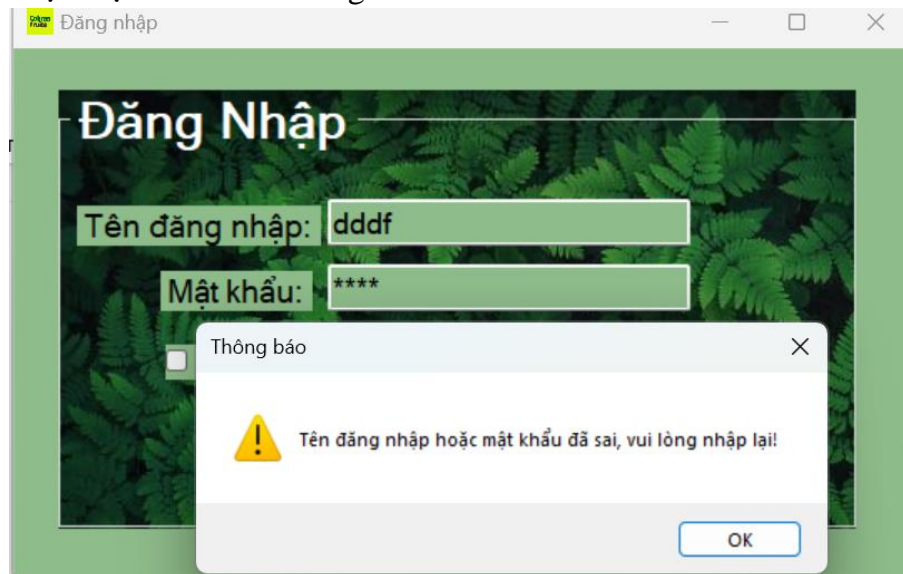 Đăng nhập
Đăng Nhập
Tên đăng nhập: dddf
Mật khẩu: ****
Thông báo
Tên đăng nhập hoặc mật khẩu đã sai, vui lòng nhập lại!
OK